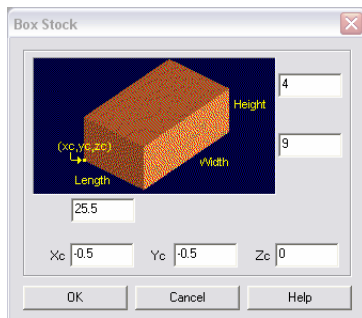 Box Stock
4
Height
9
(xc,yc,zc)
Width
Length
25.5
Xc -0.5 Yc -0.5 Zc 0
OK Cancel Help